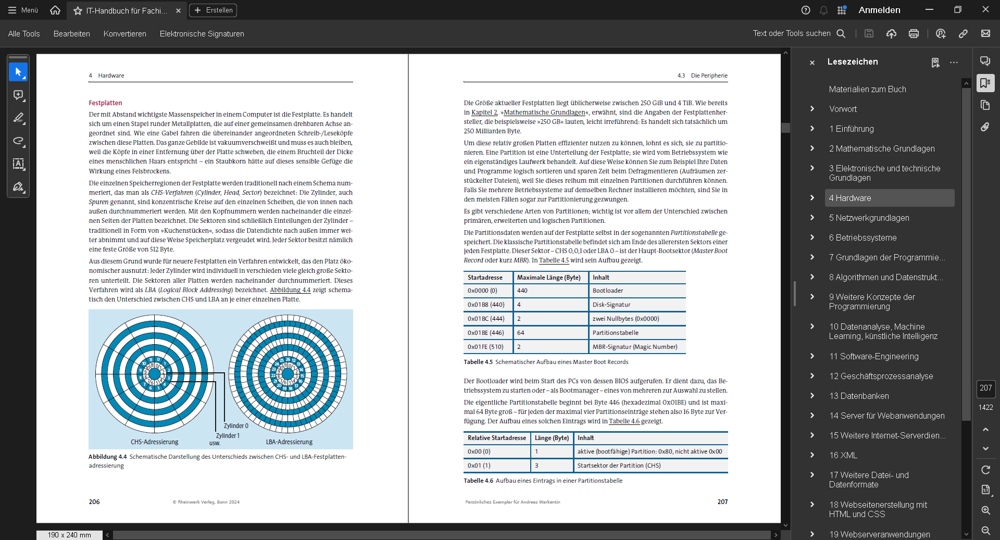 Menü
IT-Handbuch für Fachi...
Erstellen
Anmelden
Alle Tools
Bearbeiten
Konvertieren
Elektronische Signaturen
Text oder Tools suchen
4 Hardware
Festplatten
Der mit Abstand wichtigste Massenspeicher in einem Computer ist die Festplatte. Es handelt
sich um einen Stapel runder Metallplatten, die auf einer gemeinsamen drehbaren Achse an-
geordnet sind. Wie eine Gabel fahren die übereinander angeordneten Schreib-/Leseköpfe
zwischen diese Platten. Das ganze Gebilde ist vakuumverschweißt und muss es auch bleiben,
weil die Köpfe in einer Entfernung über der Platte schweben, die einem Bruchteil der Dicke
eines menschlichen Haars entspricht – ein Staubkorn hätte auf dieses sensible Gefüge die
Wirkung eines Felsbrockens.
Die einzelnen Speicherregionen der Festplatte werden traditionell nach einem Schema num-
meriert, das man als CHS-Verfahren (Cylinder, Head, Sector) bezeichnet: Die Zylinder, auch
Spuren genannt, sind konzentrische Kreise auf den einzelnen Scheiben, die von innen nach
außen durchnummeriert werden. Mit den Kopfnummern werden nacheinander die einzel-
nen Seiten der Platten bezeichnet. Die Sektoren sind schließlich Einteilungen der Zylinder –
traditionell in Form von »Kuchenstücken«, sodass die Datendichte nach außen immer wei-
ter abnimmt und auf diese Weise Speicherplatz vergeudet wird. Jeder Sektor besitzt nämlich
eine feste Größe von 512 Byte.
Aus diesem Grund wurde für neuere Festplatten ein Verfahren entwickelt, das den Platz öko-
nomischer ausnutzt: Jeder Zylinder wird individuell in verschieden viele gleich große Sekto-
ren unterteilt. Die Sektoren aller Platten werden nacheinander durchnummeriert. Dieses
Verfahren wird als LBA (Logical Block Addressing) bezeichnet. Abbildung 4.4 zeigt schema-
tisch den Unterschied zwischen CHS und LBA an je einer einzelnen Platte.
Zylinder 0
Zylinder 1
usw.
CHS-Adressierung
LBA-Adressierung
Abbildung 4.4 Schematische Darstellung des Unterschieds zwischen CHS- und LBA-Festplatten-
adressierung
206
© Rheinwerk Verlag, Bonn 2024
4.3 Die Peripherie
Die Größe aktueller Festplatten liegt üblicherweise zwischen 250 GiB und 4 TiB. Wie bereits
in Kapitel 2, »Mathematische Grundlagen«, erwähnt, sind die Angaben der Festplattenher-
steller, die beispielsweise »250 GB« lauten, leicht irreführend: Es handelt sich tatsächlich um
250 Milliarden Byte.
Um diese relativ großen Platten effizienter nutzen zu können, lohnt es sich, sie zu partitio-
nieren. Eine Partition ist eine Unterteilung der Festplatte; sie wird vom Betriebssystem wie
ein eigenständiges Laufwerk behandelt. Auf diese Weise können Sie zum Beispiel Ihre Daten
und Programme logisch sortieren und sparen Zeit beim Defragmentieren (Aufräumen zer-
stückelter Dateien), weil Sie dieses reihum mit einzelnen Partitionen durchführen können.
Falls Sie mehrere Betriebssysteme auf demselben Rechner installieren möchten, sind Sie in
den meisten Fällen sogar zur Partitionierung gezwungen.
Es gibt verschiedene Arten von Partitionen; wichtig ist vor allem der Unterschied zwischen
primären, erweiterten und logischen Partitionen.
Die Partitionsdaten werden auf der Festplatte selbst in der sogenannten Partitionstabelle ge-
speichert. Die klassische Partitionstabelle befindet sich am Ende des allerersten Sektors einer
jeden Festplatte. Dieser Sektor – CHS 0,0,1 oder LBA 0 – ist der Haupt-Bootsektor (Master Boot
Record oder kurz MBR). In Tabelle 4.5 wird sein Aufbau gezeigt.
Startadresse Maximale Länge (Byte) Inhalt
0x0000 (0) 440 Bootloader
0x01B8 (440) 4 Disk-Signatur
0x01BC (444) 2 zwei Nullbytes (0x0000)
0x01BE (446) 64 Partitionstabelle
0x01FE (510) 2 MBR-Signatur (Magic Number)
Tabelle 4.5 Schematischer Aufbau eines Master Boot Records
Der Bootloader wird beim Start des PCs von dessen BIOS aufgerufen. Er dient dazu, das Be-
triebssystem zu starten oder – als Bootmanager – eines von mehreren zur Auswahl zu stellen.
Die eigentliche Partitionstabelle beginnt bei Byte 446 (hexadezimal 0x01BE) und ist maxi-
mal 64 Byte groß – für jeden der maximal vier Partitionseinträge stehen also 16 Byte zur Ver-
fügung. Der Aufbau eines solchen Eintrags wird in Tabelle 4.6 gezeigt.
Relative Startadresse Länge (Byte) Inhalt
0x00 (0) 1 aktive (bootfähige) Partition: 0x80, nicht aktive 0x00
0x01 (1) 3 Startsektor der Partition (CHS)
Tabelle 4.6 Aufbau eines Eintrags in einer Partitionstabelle
Persönliches Exemplar für Andreas Warkentin
207
190 x 240 mm
Lesezeichen
Materialien zum Buch
Vorwort
1 Einführung
2 Mathematische Grundlagen
3 Elektronische und technische
Grundlagen
4 Hardware
5 Netzwerkgrundlagen
6 Betriebssysteme
7 Grundlagen der Programmie...
8 Algorithmen und Datenstrukt...
9 Weitere Konzepte der
Programmierung
10 Datenanalyse, Machine
Learning, künstliche Intelligenz
11 Software-Engineering
12 Geschäftsprozessanalyse
13 Datenbanken
14 Server für Webanwendungen
15 Weitere Internet-Serverdien...
16 XML
17 Weitere Datei- und
Datenformate
18 Webseitenerstellung mit
HTML und CSS
19 Webserveranwendungen
207
1422